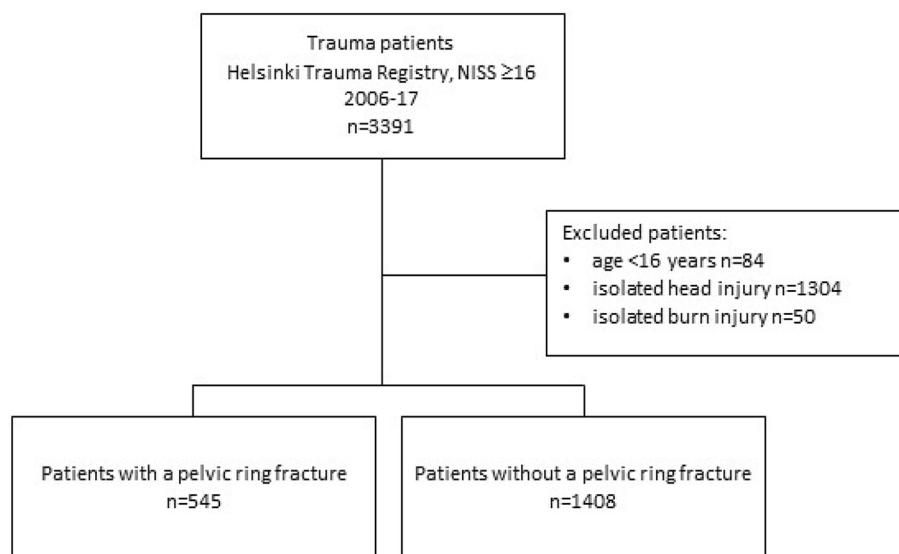 Trauma patients
Helsinki Trauma Registry, NISS ≥16
2006-17
n=3391
Excluded patients:
• age <16 years n=84
• isolated head injury n=1304
• isolated burn injury n=50
Patients with a pelvic ring fracture
n=545
Patients without a pelvic ring fracture
n=1408